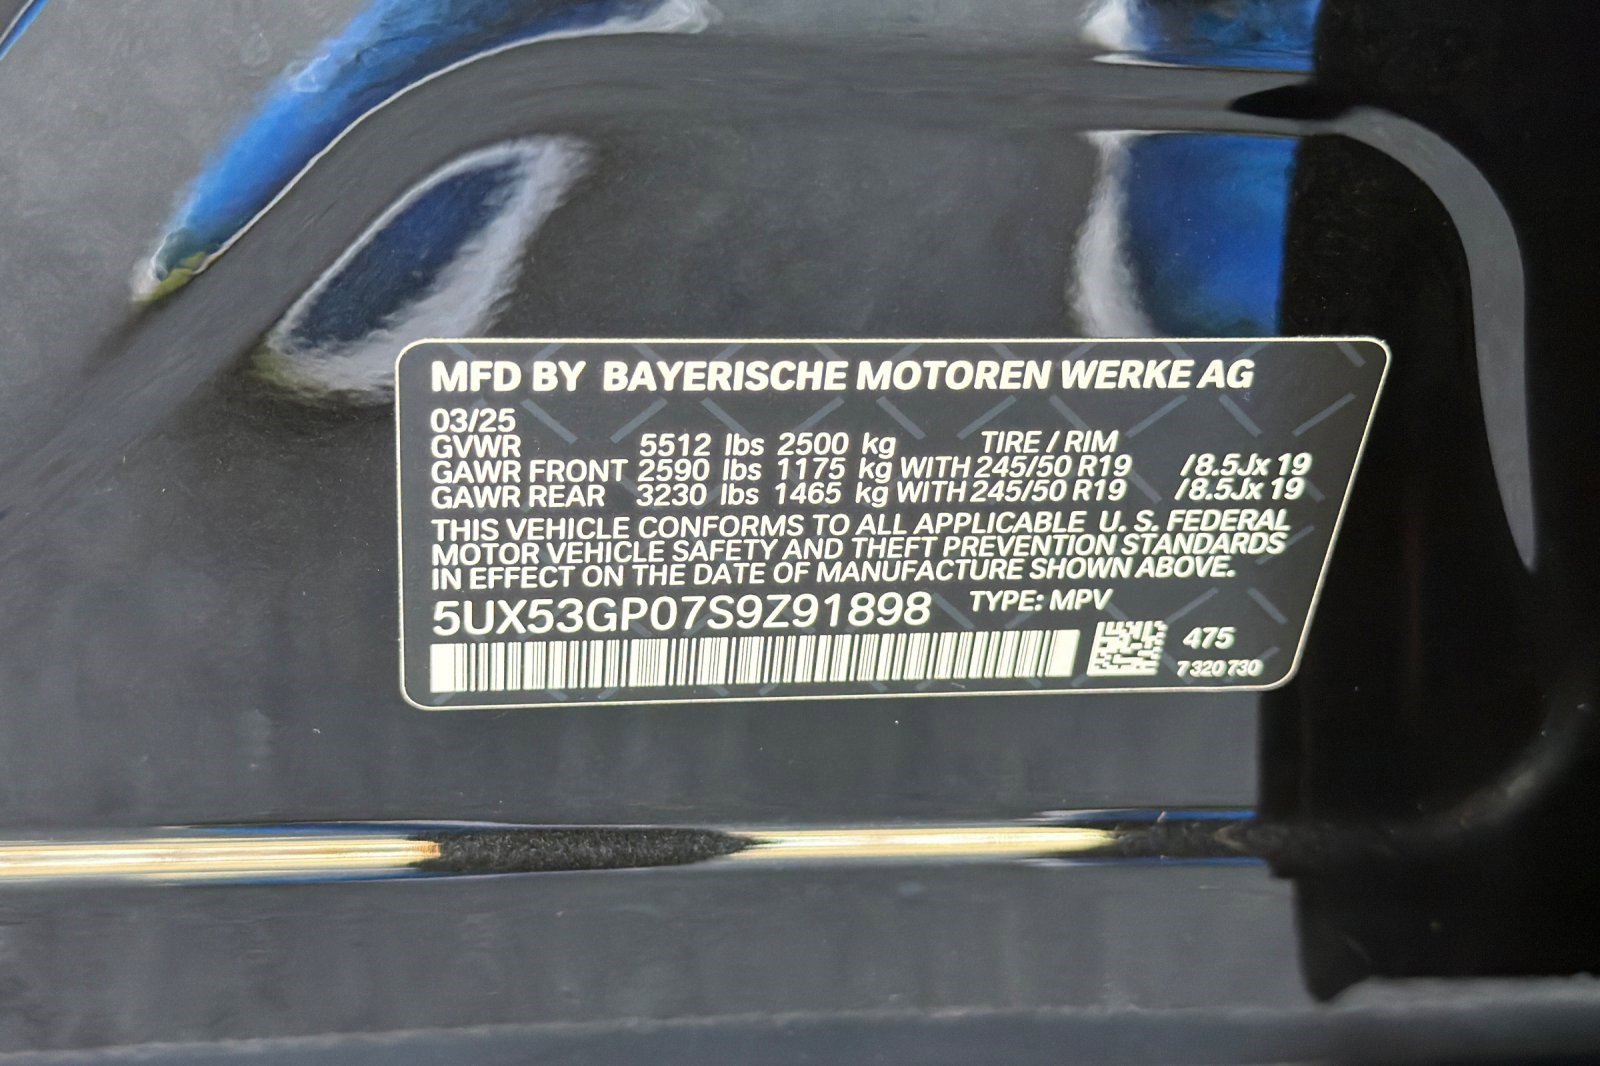 MFD BY BAYERISCHE MOTOREN WERKE AG
03/25
GVWR 5512 lbs 2500 kg TIRE / RIM
GAWR FRONT 2590 lbs 1175 kg WITH 245/50 R19 /8.5Jx 19
GAWR REAR 3230 lbs 1465 kg WITH 245/50 R19 /8.5Jx 19
THIS VEHICLE CONFORMS TO ALL APPLICABLE U. S. FEDERAL
MOTOR VEHICLE SAFETY AND THEFT PREVENTION STANDARDS
IN EFFECT ON THE DATE OF MANUFACTURE SHOWN ABOVE.
5UX53GP07S9Z91898 TYPE: MPV
475
7 320 730